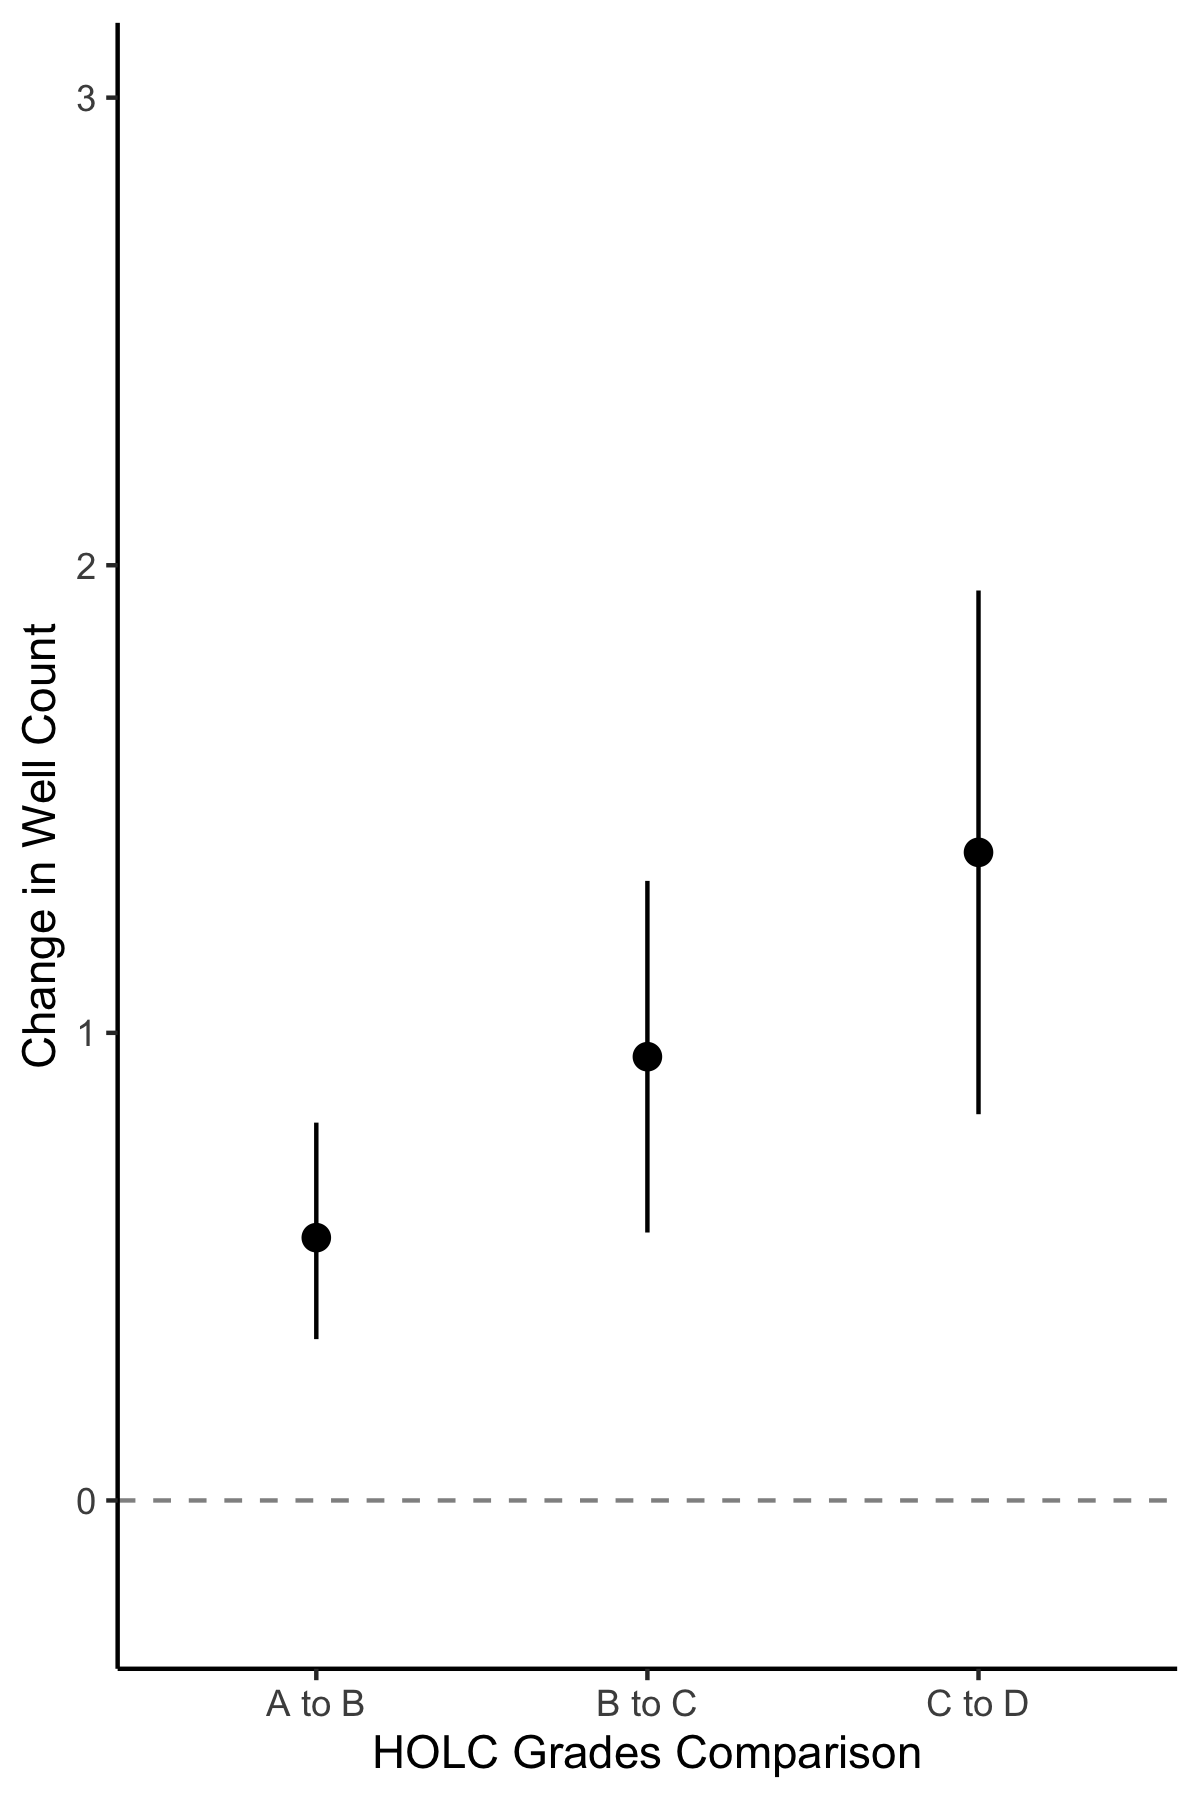 Change in Well Count
3
2
1
0
A to B
B to C
C to D
HOLC Grades Comparison